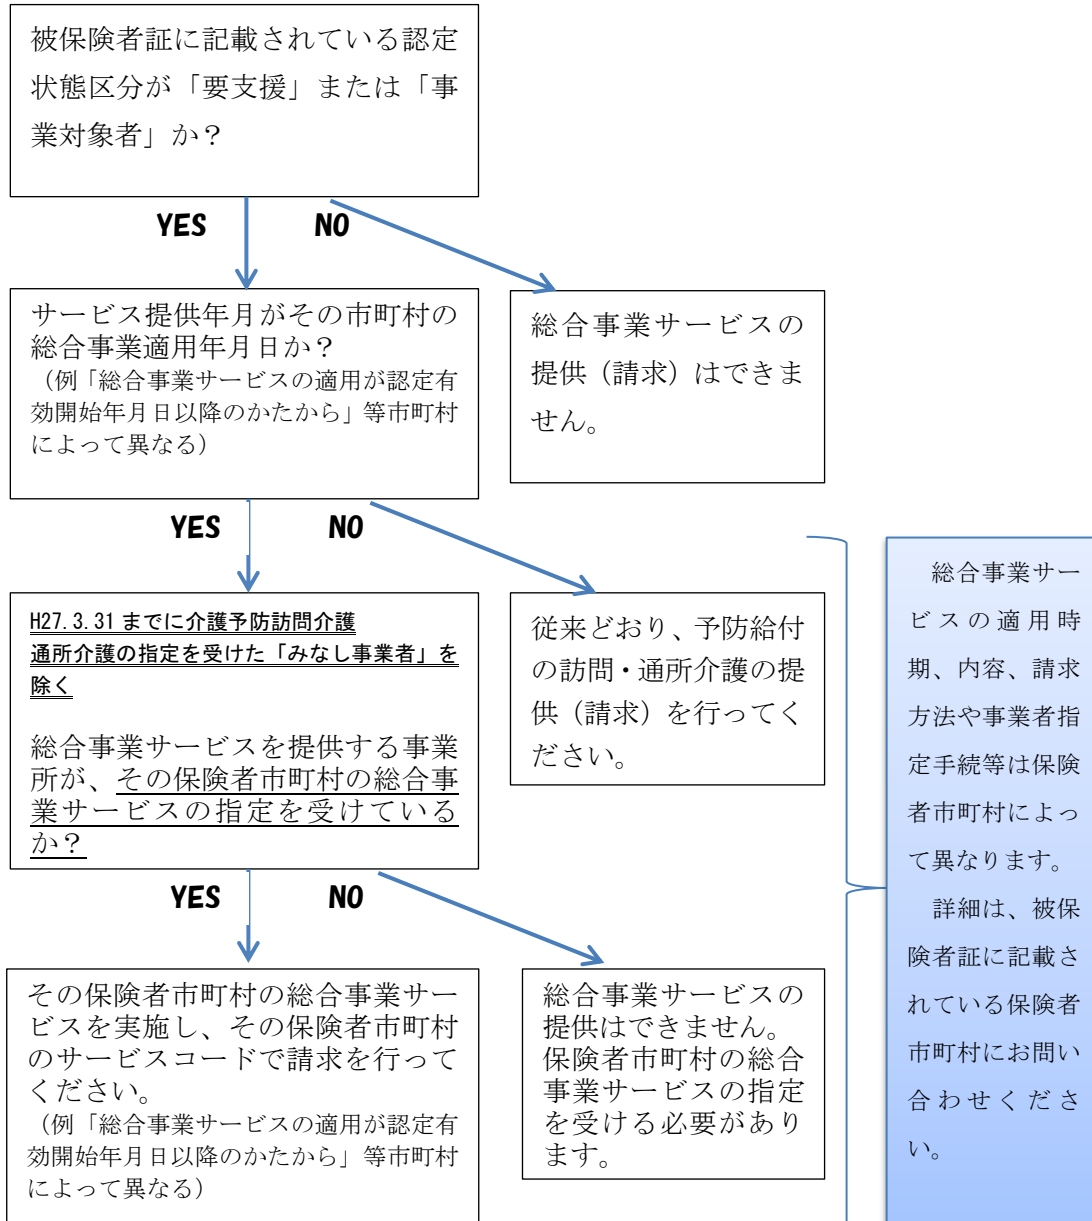 被保険者証に記載されている認定
状態区分が「要支援」または「事
業対象者」か？
YES
NO
サービス提供年月がその市町村の
総合事業適用年月日か？
（例「総合事業サービスの適用が認定有
効開始年月日以降のかたから」等市町村
によって異なる）
総合事業サービスの
提供（請求）はできま
せん。
YES
NO
H27.3.31 までに介護予防訪問介護
通所介護の指定を受けた「みなし事業者」を
除く
総合事業サービスを提供する事業
所が、その保険者市町村の総合事
業サービスの指定を受けている
か？
従来どおり、予防給付
の訪問・通所介護の提
供（請求）を行ってく
ださい。
YES
NO
その保険者市町村の総合事業サー
ビスを実施し、その保険者市町村
のサービスコードで請求を行って
ください。
（例「総合事業サービスの適用が認定有
効開始年月日以降のかたから」等市町村
によって異なる）
総合事業サービスの
提供はできません。
保険者市町村の総合
事業サービスの指定
を受ける必要があり
ます。
総合事業サー
ビスの適用時
期、内容、請求
方法や事業者指
定手続等は保険
者市町村によっ
て異なります。
詳細は、被保
険者証に記載さ
れている保険者
市町村にお問い
合わせくださ
い。